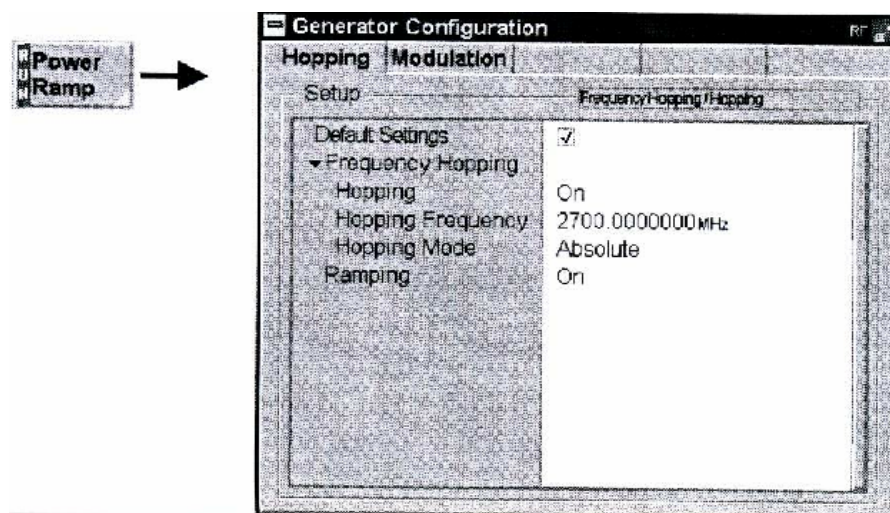 Power
Ramp
Generator Configuration
RF
Hopping Modulation
Setup
Frequency Hopping / Hopping
Default Settings
Frequency Hopping
Hopping On
Hopping Frequency 2700.0000000 MHz
Hopping Mode Absolute
Ramping On